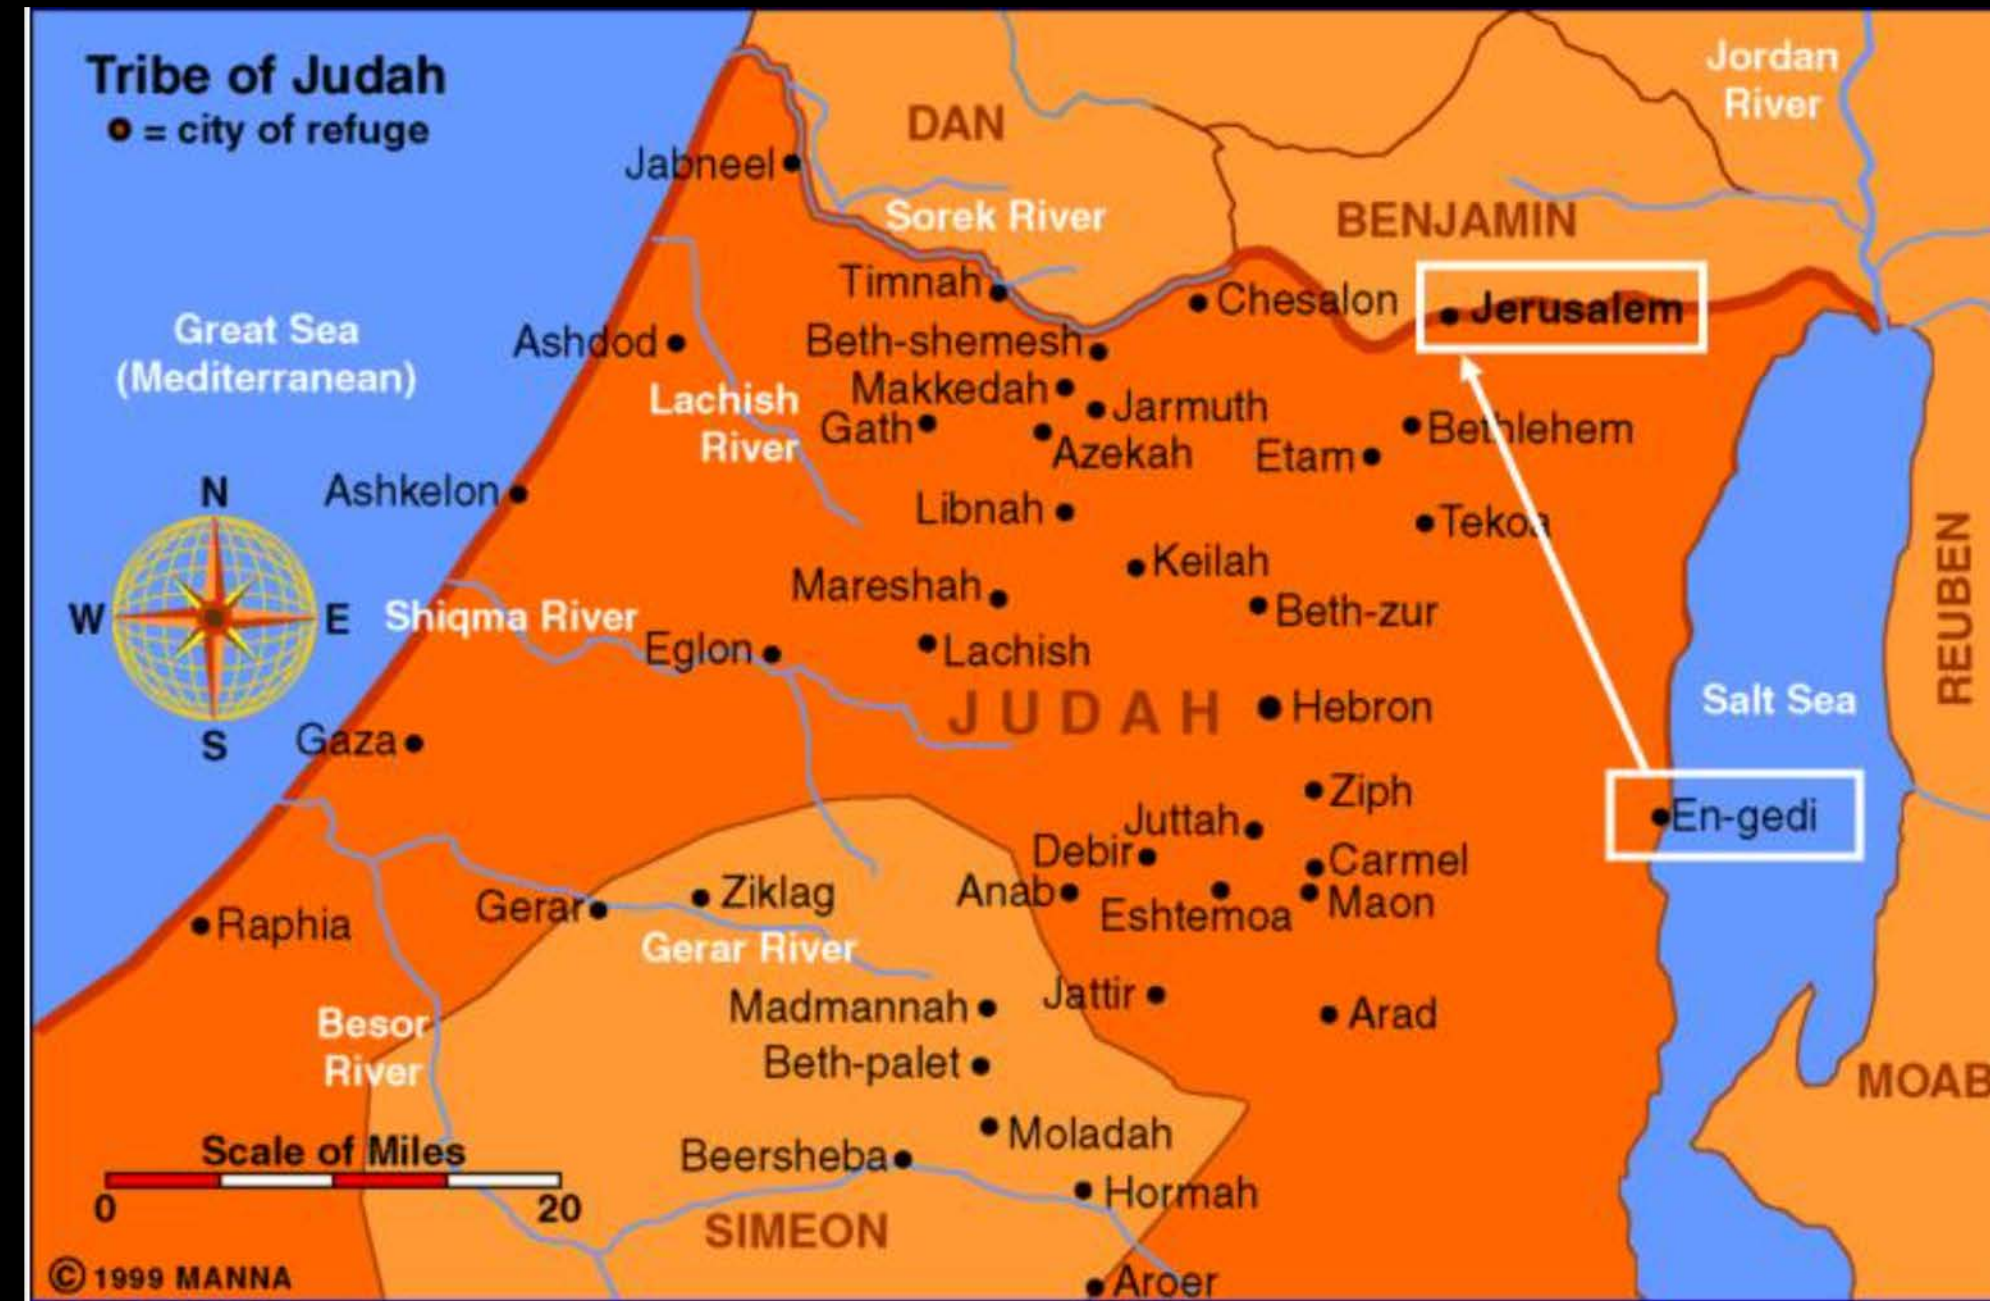 Tribe of Judah
= city of refuge
Jordan
River
DAN
Jabneel
Sorek River
BENJAMIN
Timnah
Chesalon
Jerusalem
Great Sea
(Mediterranean)
Ashdod
Beth-shemesh
Makkedah
Jarmuth
Lachish
River
Gath
Azekah
Etam
Bethlehem
N
Ashkelon
Libnah
Tekoa
Keilah
REUBEN
Mareshah
Beth-zur
W
E
Shiqma River
Eglon
Lachish
JUDAH
Hebron
Salt Sea
S
Gaza
Ziph
Juttah
En-gedi
Debir
Carmel
Anab
Eshtemoa
Maon
Ziklag
Gerar
Raphia
Gerar River
Madmannah
Jattir
Arad
Besor
River
Beth-palet
MOAB
Moladah
Scale of Miles
0
20
Beersheba
Hormah
SIMEON
© 1999 MANNA
Aroer